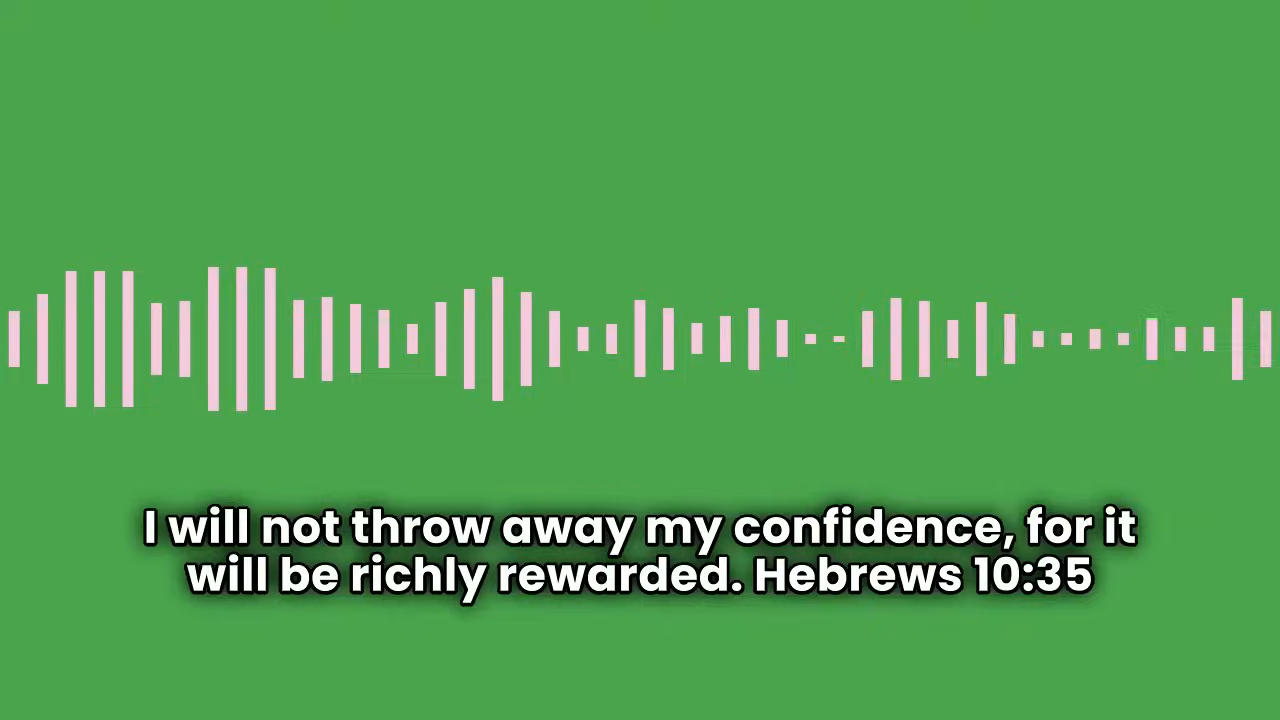 I will not throw away my confidence, for it
will be richly rewarded. Hebrews 10:35